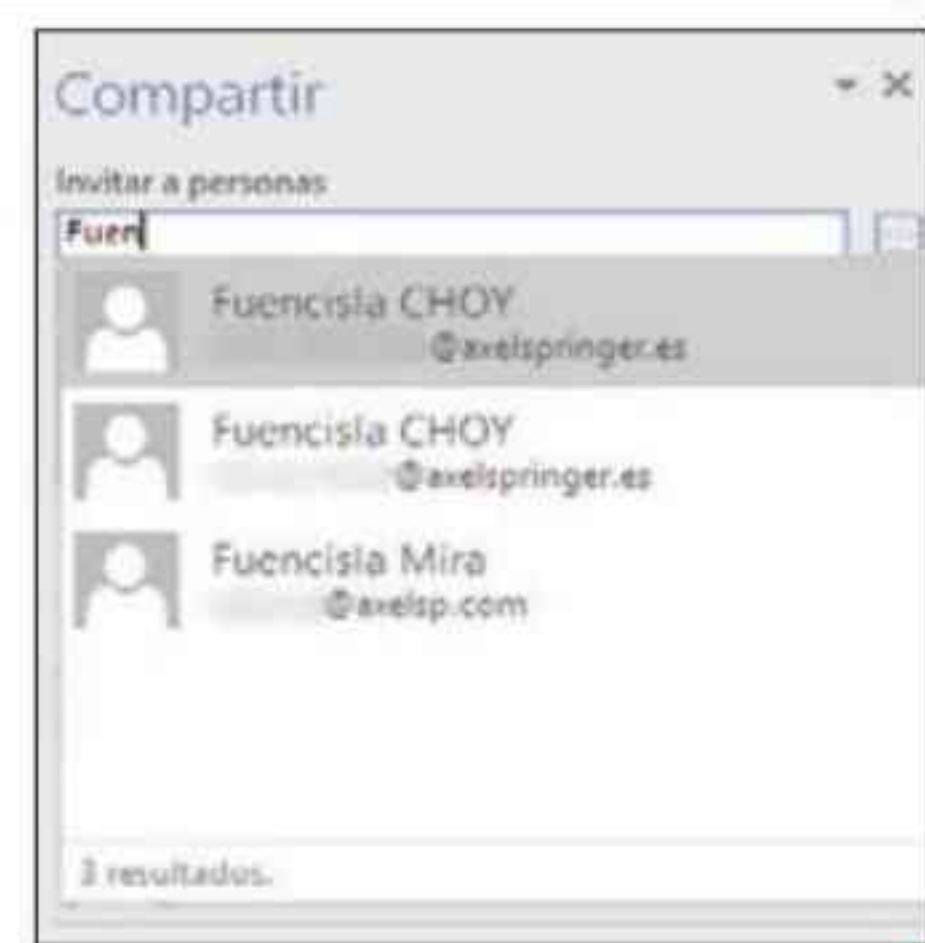 Compartir
Invitar a personas
Fuen
Fuencisla CHOY
@axelspringer.es
Fuencisla CHOY
@axelspringer.es
Fuencisla Mira
@axelsp.com
3 resultados.